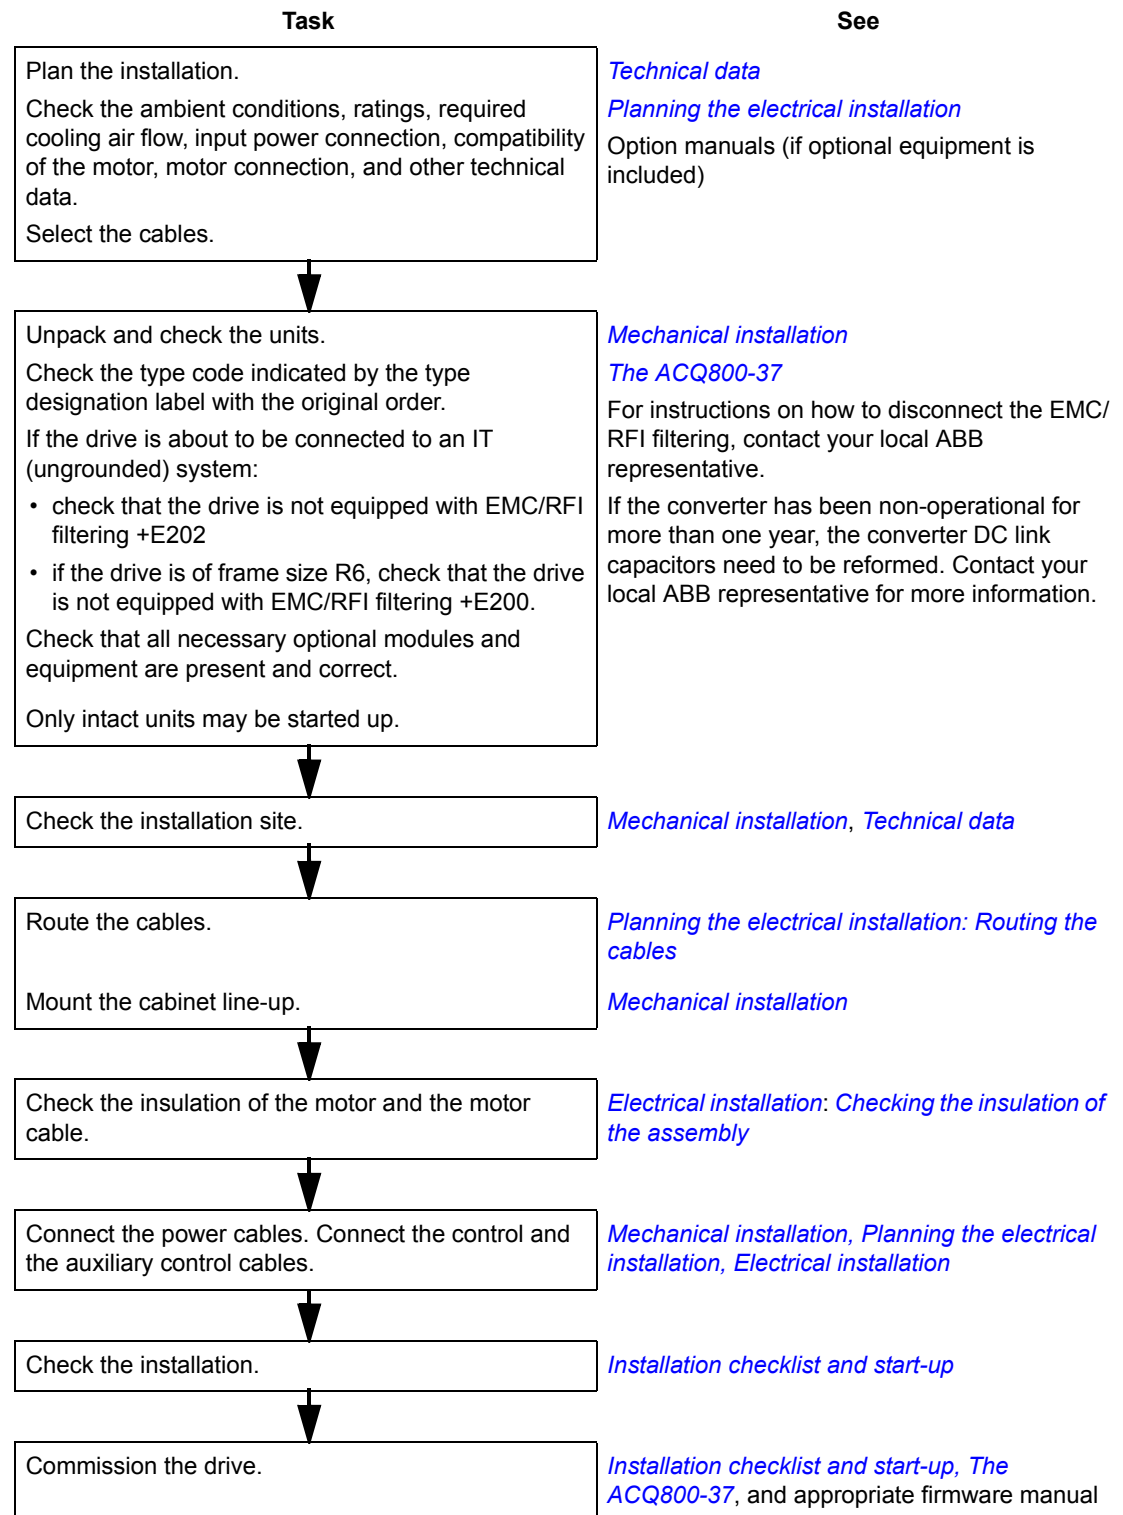 Task
See
Plan the installation.
Check the ambient conditions, ratings, required
cooling air flow, input power connection, compatibility
of the motor, motor connection, and other technical
data.
Select the cables.
Technical data
Planning the electrical installation
Option manuals (if optional equipment is
included)
Unpack and check the units.
Check the type code indicated by the type
designation label with the original order.
If the drive is about to be connected to an IT
(ungrounded) system:
• check that the drive is not equipped with EMC/RFI
filtering +E202
• if the drive is of frame size R6, check that the drive
is not equipped with EMC/RFI filtering +E200.
Check that all necessary optional modules and
equipment are present and correct.
Only intact units may be started up.
Mechanical installation
The ACQ800-37
For instructions on how to disconnect the EMC/
RFI filtering, contact your local ABB
representative.
If the converter has been non-operational for
more than one year, the converter DC link
capacitors need to be reformed. Contact your
local ABB representative for more information.
Check the installation site.
Mechanical installation, Technical data
Route the cables.
Planning the electrical installation: Routing the
cables
Mount the cabinet line-up.
Mechanical installation
Check the insulation of the motor and the motor
cable.
Electrical installation: Checking the insulation of
the assembly
Connect the power cables. Connect the control and
the auxiliary control cables.
Mechanical installation, Planning the electrical
installation, Electrical installation
Check the installation.
Installation checklist and start-up
Commission the drive.
Installation checklist and start-up, The
ACQ800-37, and appropriate firmware manual